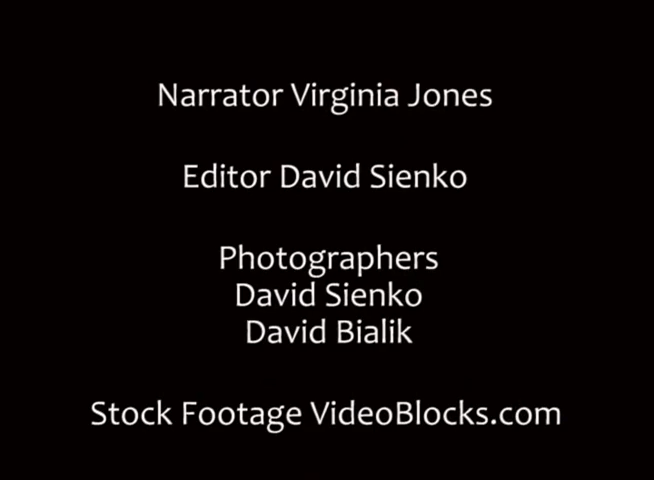 Narrator Virginia Jones
Editor David Sienko
Photographers
David Sienko
David Bialik
Stock Footage VideoBlocks.com